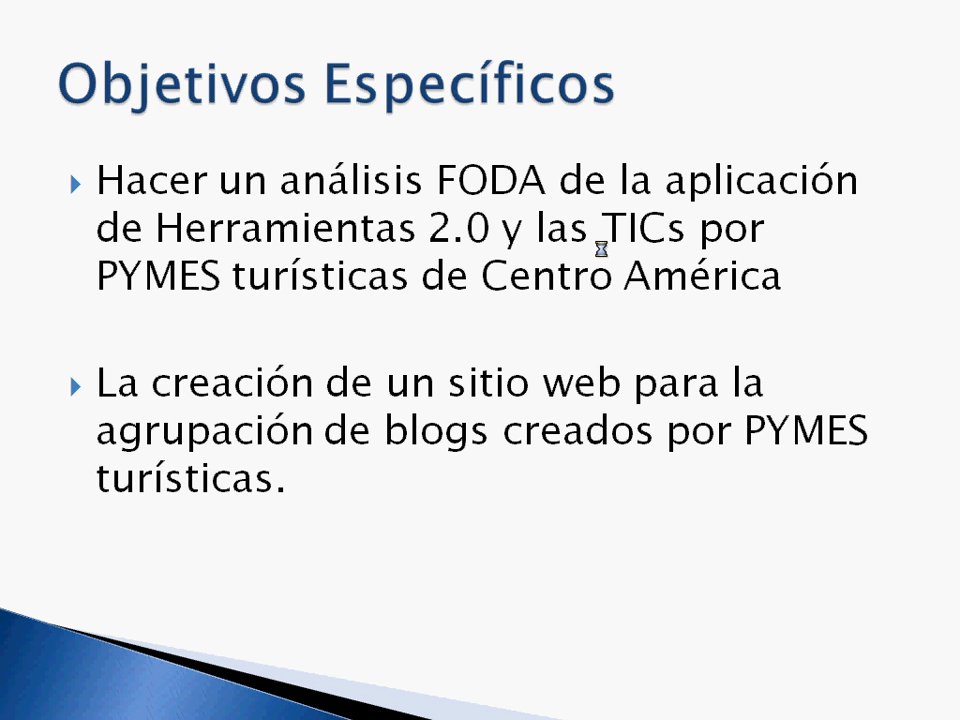 Objetivos Específicos
Hacer un análisis FODA de la aplicación
de Herramientas 2.0 y las TICs por
PYMES turísticas de Centro América
La creación de un sitio web para la
agrupación de blogs creados por PYMES
turísticas.